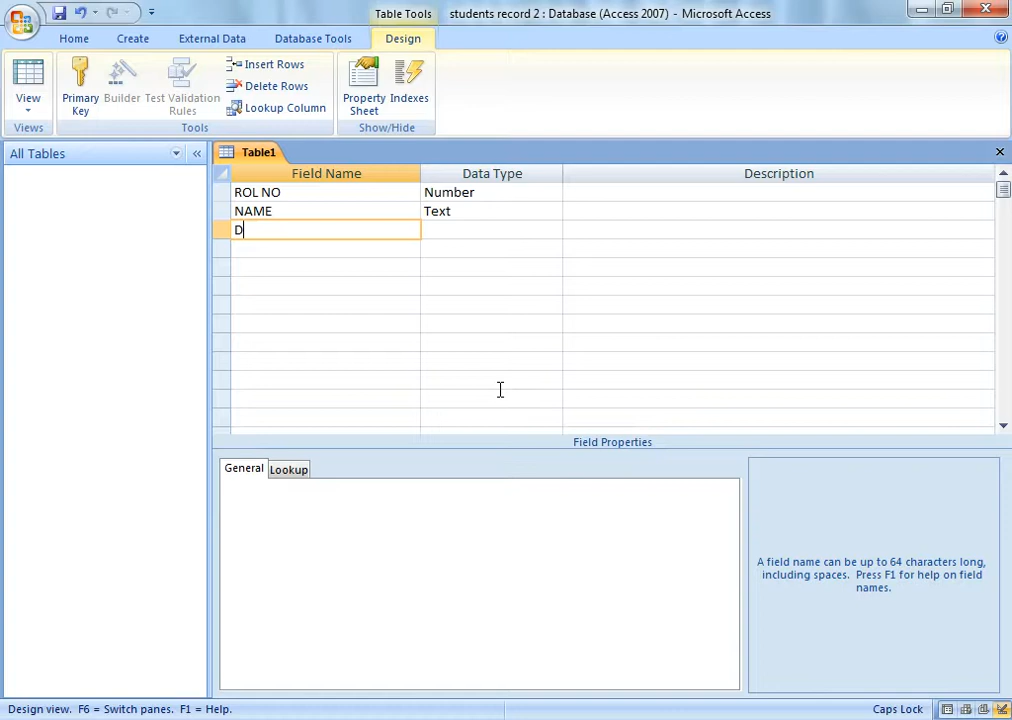 Table Tools students record 2 : Database (Access 2007) - Microsoft Access
Home Create External Data Database Tools Design
View
Views
Primary Key
Builder
Test Validation Rules
Insert Rows
Delete Rows
Lookup Column
Tools
Property Sheet
Indexes
Show/Hide
All Tables
Table1
Field Name Data Type Description
ROL NO Number
NAME Text
D
Field Properties
General Lookup
A field name can be up to 64 characters long,
including spaces. Press F1 for help on field
names.
Design view. F6 = Switch panes. F1 = Help. Caps Lock